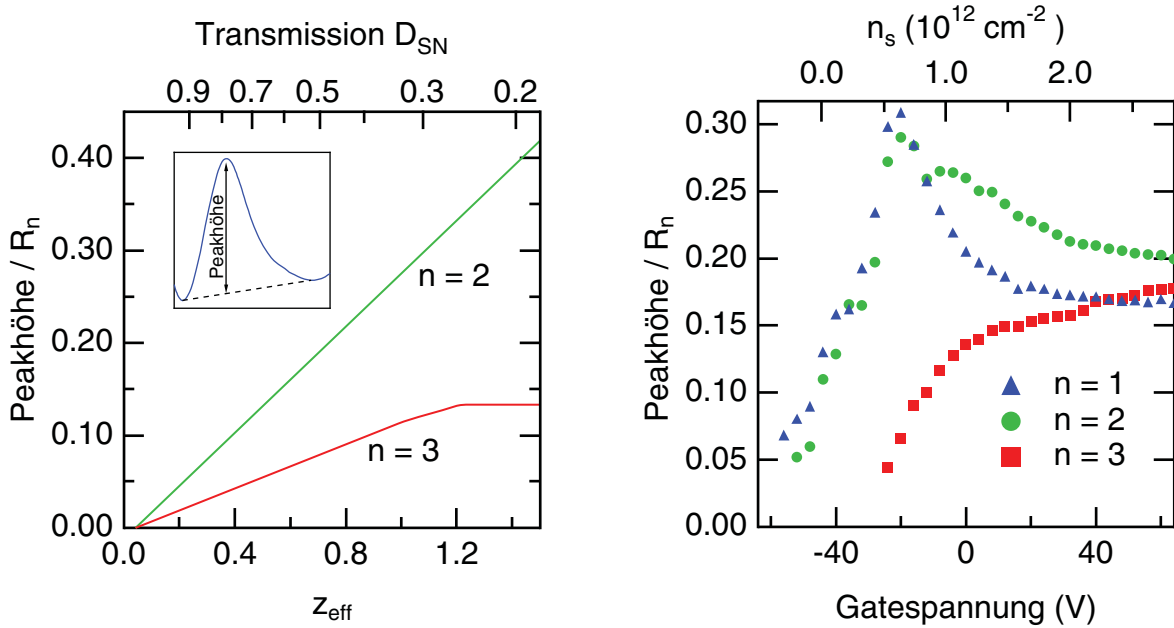 Transmission D_SN
0.9 0.7 0.5 0.3 0.2
0.40
0.30
0.20
0.10
0.00
Peakhöhe / R_n
Peakhöhe
n = 2
n = 3
0.0 0.4 0.8 1.2
z_eff
n_s (10^12 cm^-2)
0.0 1.0 2.0
0.30
0.25
0.20
0.15
0.10
0.05
0.00
Peakhöhe / R_n
n = 1
n = 2
n = 3
-40 0 40
Gatespannung (V)